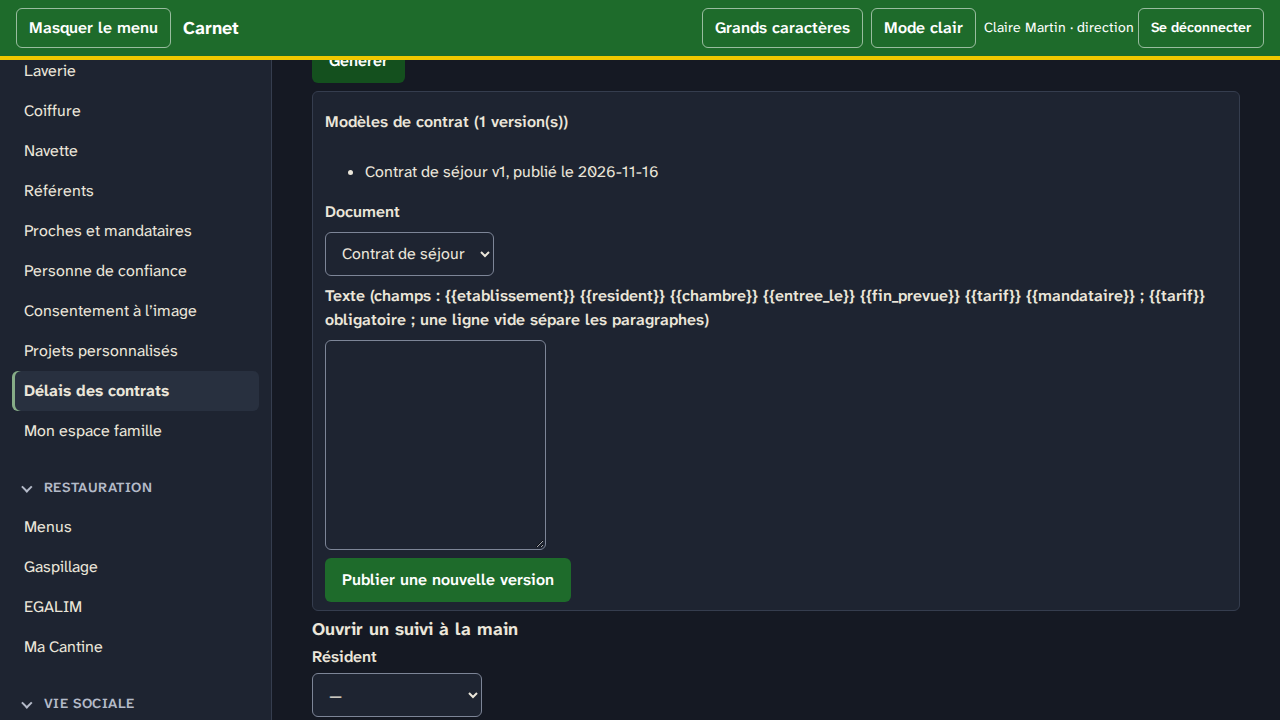 Masquer le menu
Carnet
Grands caractères
Mode clair
Claire Martin · direction
Se déconnecter
Laverie
Coiffure
Navette
Référents
Proches et mandataires
Personne de confiance
Consentement à l'image
Projets personnalisés
Délais des contrats
Mon espace famille
RESTAURATION
Menus
Gaspillage
EGALIM
Ma Cantine
VIE SOCIALE
Générer
Modèles de contrat (1 version(s))
• Contrat de séjour v1, publié le 2026-11-16
Document
Contrat de séjour
Texte (champs : {{etablissement}} {{resident}} {{chambre}} {{entree_le}} {{fin_prevue}} {{tarif}} {{mandataire}} ; {{tarif}}
obligatoire ; une ligne vide sépare les paragraphes)
Publier une nouvelle version
Ouvrir un suivi à la main
Résident
—